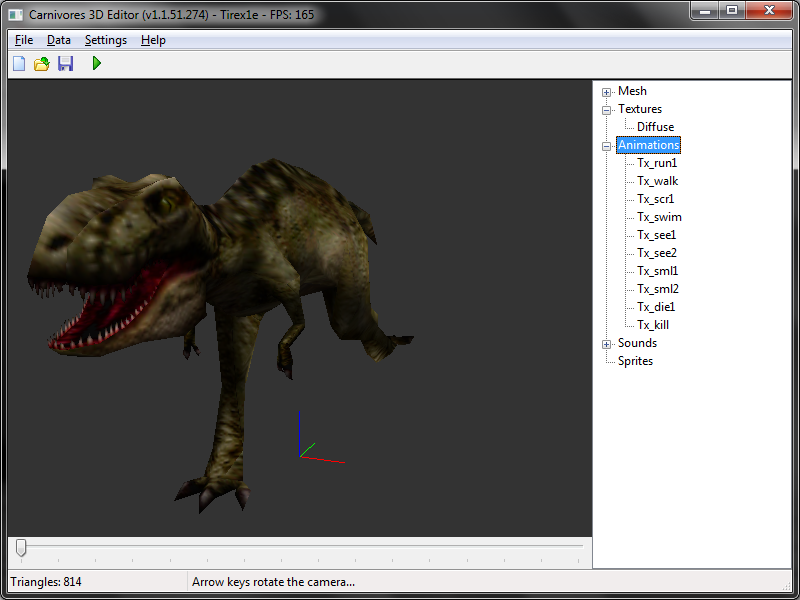 Carnivores 3D Editor (v1.1.51.274) - Tirex1e - FPS: 165
File Data Settings Help
Mesh
Textures
Diffuse
Animations
Tx_run1
Tx_walk
Tx_scr1
Tx_swim
Tx_see1
Tx_see2
Tx_sml1
Tx_sml2
Tx_die1
Tx_kill
Sounds
Sprites
Triangles: 814 Arrow keys rotate the camera...